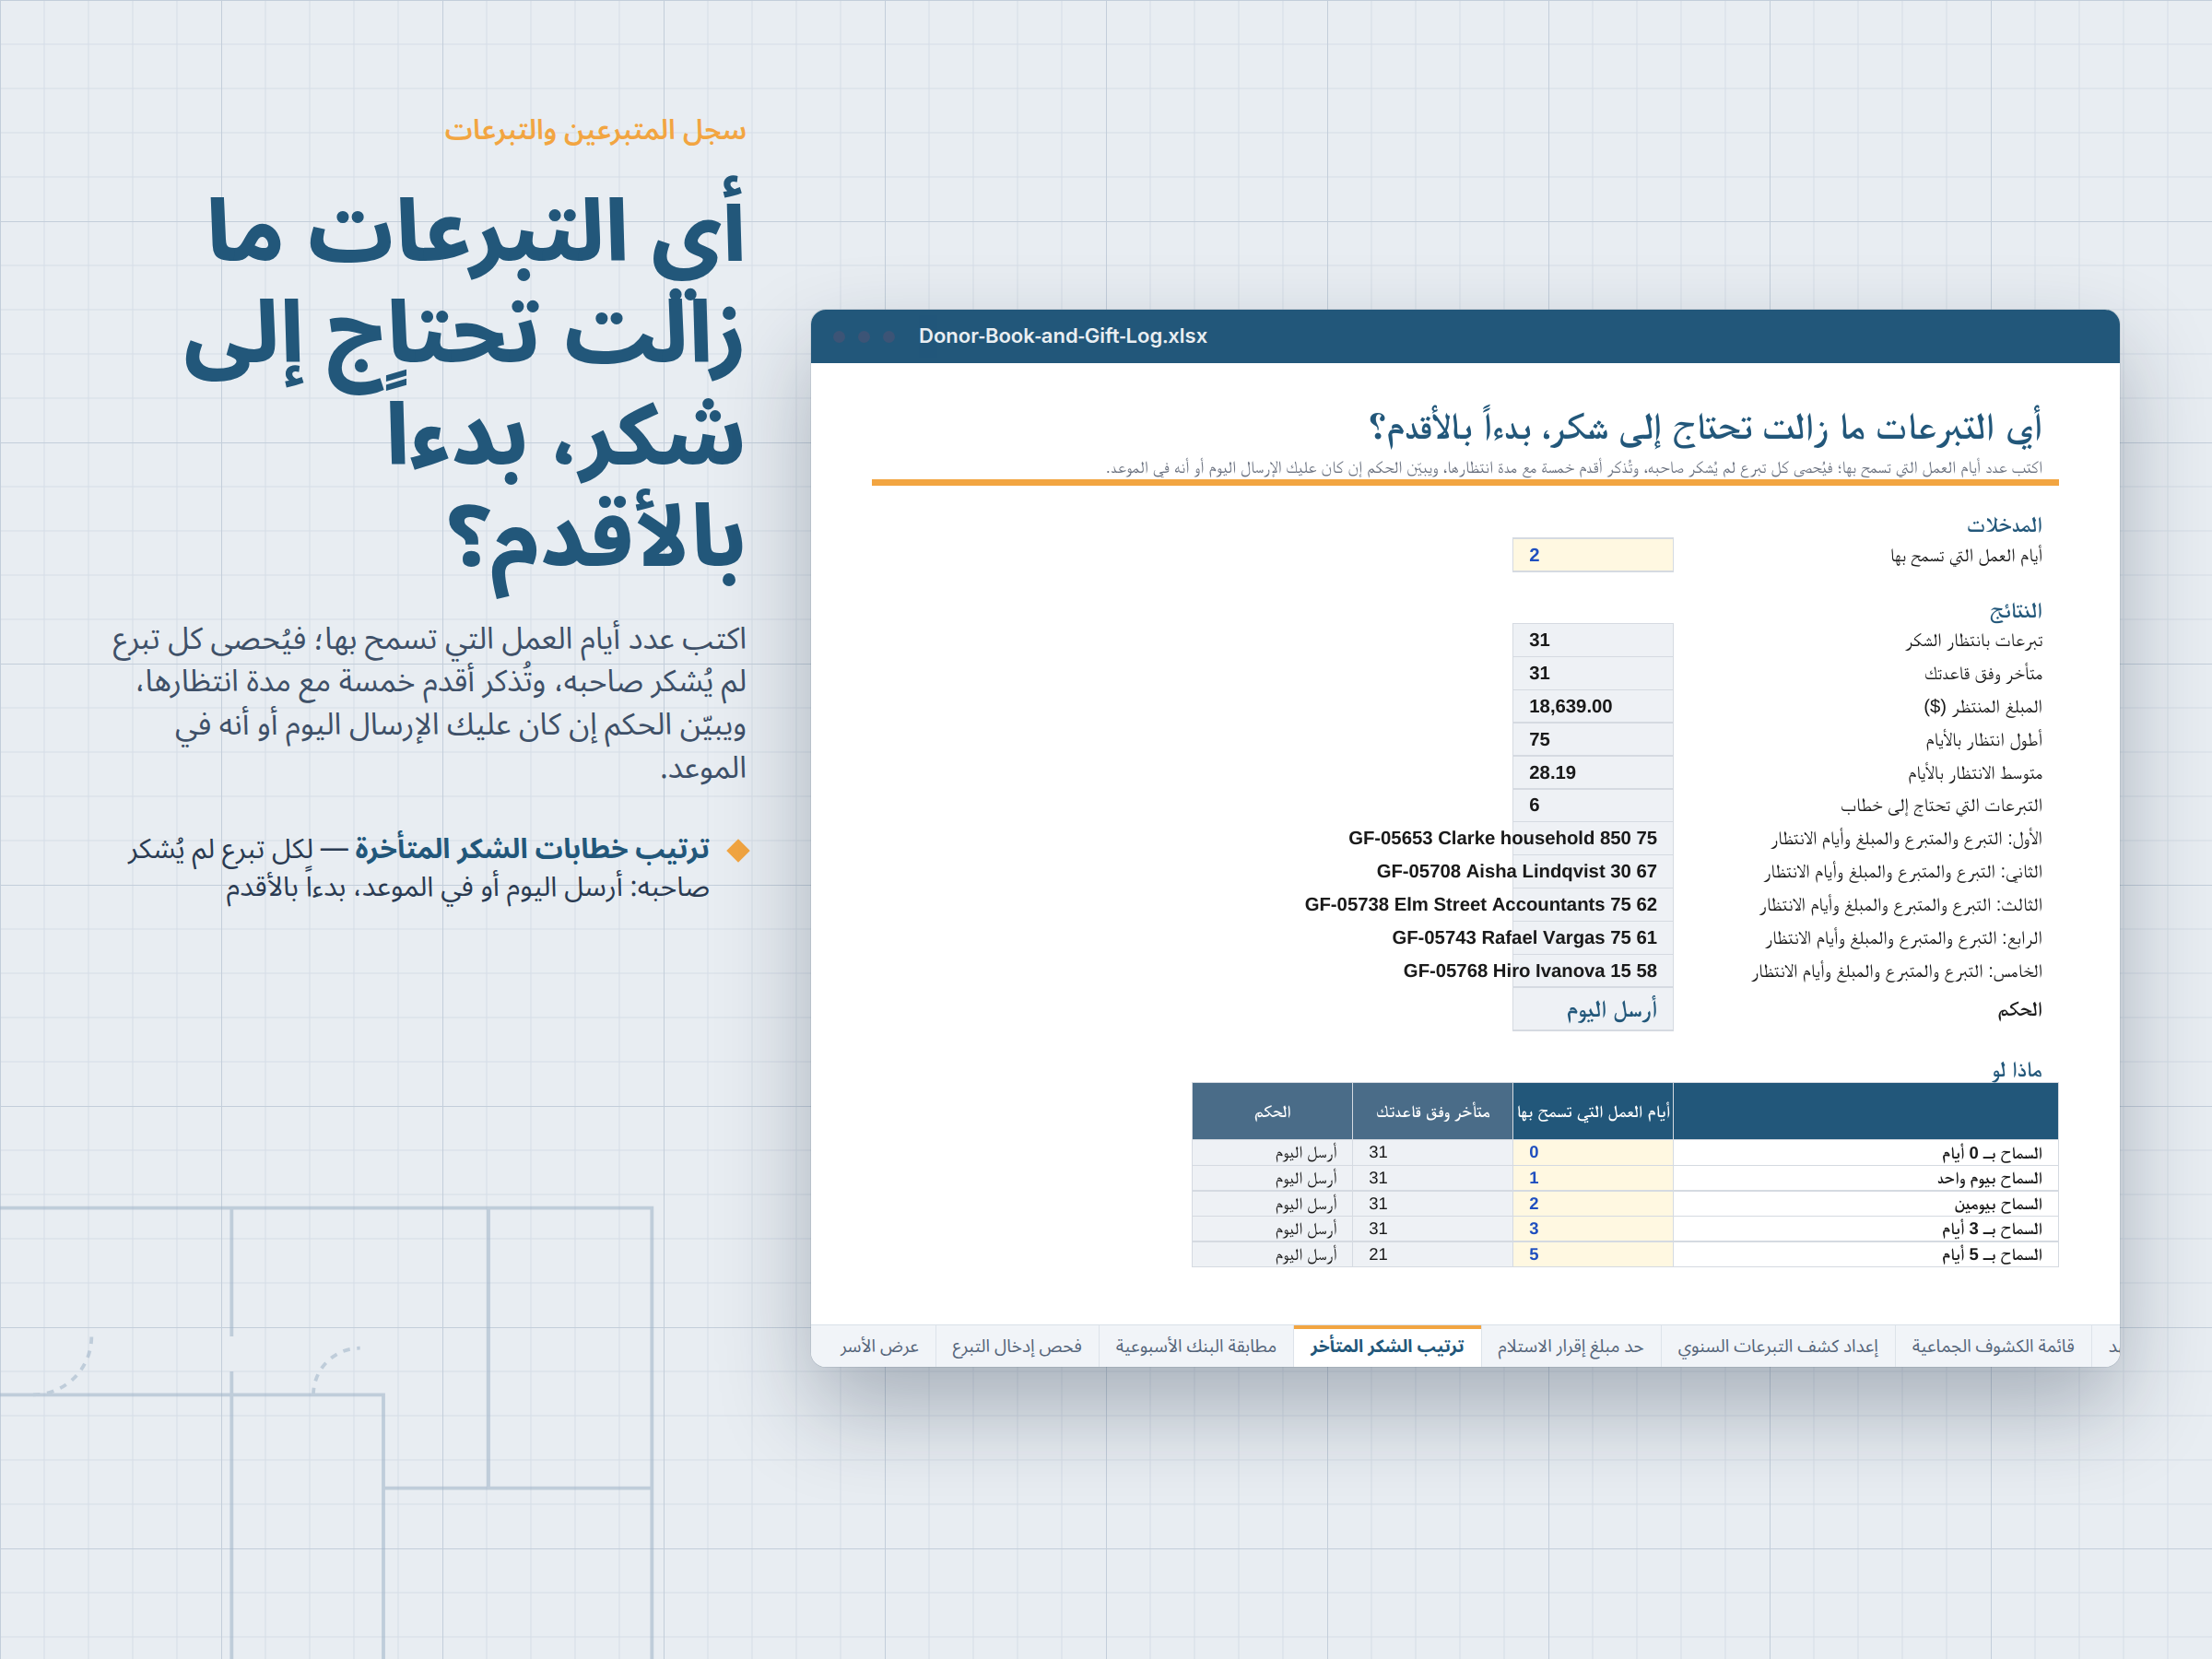 سجل المتبرعين والتبرعات
أي التبرعات ما
زالت تحتاج إلى
شكر، بدءاً
بالأقدم؟
اكتب عدد أيام العمل التي تسمح بها؛ فيُحصى كل تبرع
لم يُشكر صاحبه، وتُذكر أقدم خمسة مع مدة انتظارها،
ويبيّن الحكم إن كان عليك الإرسال اليوم أو أنه في
الموعد.
ترتيب خطابات الشكر المتأخرة — لكل تبرع لم يُشكر
صاحبه: أرسل اليوم أو في الموعد، بدءاً بالأقدم
Donor-Book-and-Gift-Log.xlsx
أي التبرعات ما زالت تحتاج إلى شكر، بدءاً بالأقدم؟
اكتب عدد أيام العمل التي تسمح بها؛ فيُحصى كل تبرع لم يُشكر صاحبه، وتُذكر أقدم خمسة مع مدة انتظارها، ويبيّن الحكم إن كان عليك الإرسال اليوم أو أنه في الموعد.
المدخلات
أيام العمل التي تسمح بها 2
النتائج
تبرعات بانتظار الشكر 31
متأخر وفق قاعدتك 31
المبلغ المنتظر ($) 18,639.00
أطول انتظار بالأيام 75
متوسط الانتظار بالأيام 28.19
التبرعات التي تحتاج إلى خطاب 6
الأول: التبرع والمتبرع والمبلغ وأيام الانتظار GF-05653 Clarke household 850 75
الثاني: التبرع والمتبرع والمبلغ وأيام الانتظار GF-05708 Aisha Lindqvist 30 67
الثالث: التبرع والمتبرع والمبلغ وأيام الانتظار GF-05738 Elm Street Accountants 75 62
الرابع: التبرع والمتبرع والمبلغ وأيام الانتظار GF-05743 Rafael Vargas 75 61
الخامس: التبرع والمتبرع والمبلغ وأيام الانتظار GF-05768 Hiro Ivanova 15 58
الحكم أرسل اليوم
ماذا لو
أيام العمل التي تسمح بها متأخر وفق قاعدتك الحكم
السماح بـ 0 أيام 0 31 أرسل اليوم
السماح بيوم واحد 1 31 أرسل اليوم
السماح بيومين 2 31 أرسل اليوم
السماح بـ 3 أيام 3 31 أرسل اليوم
السماح بـ 5 أيام 5 21 أرسل اليوم
قائمة الكشوف الجماعية إعداد كشف التبرعات السنوي حد مبلغ إقرار الاستلام ترتيب الشكر المتأخر مطابقة البنك الأسبوعية فحص إدخال التبرع عرض الأسر